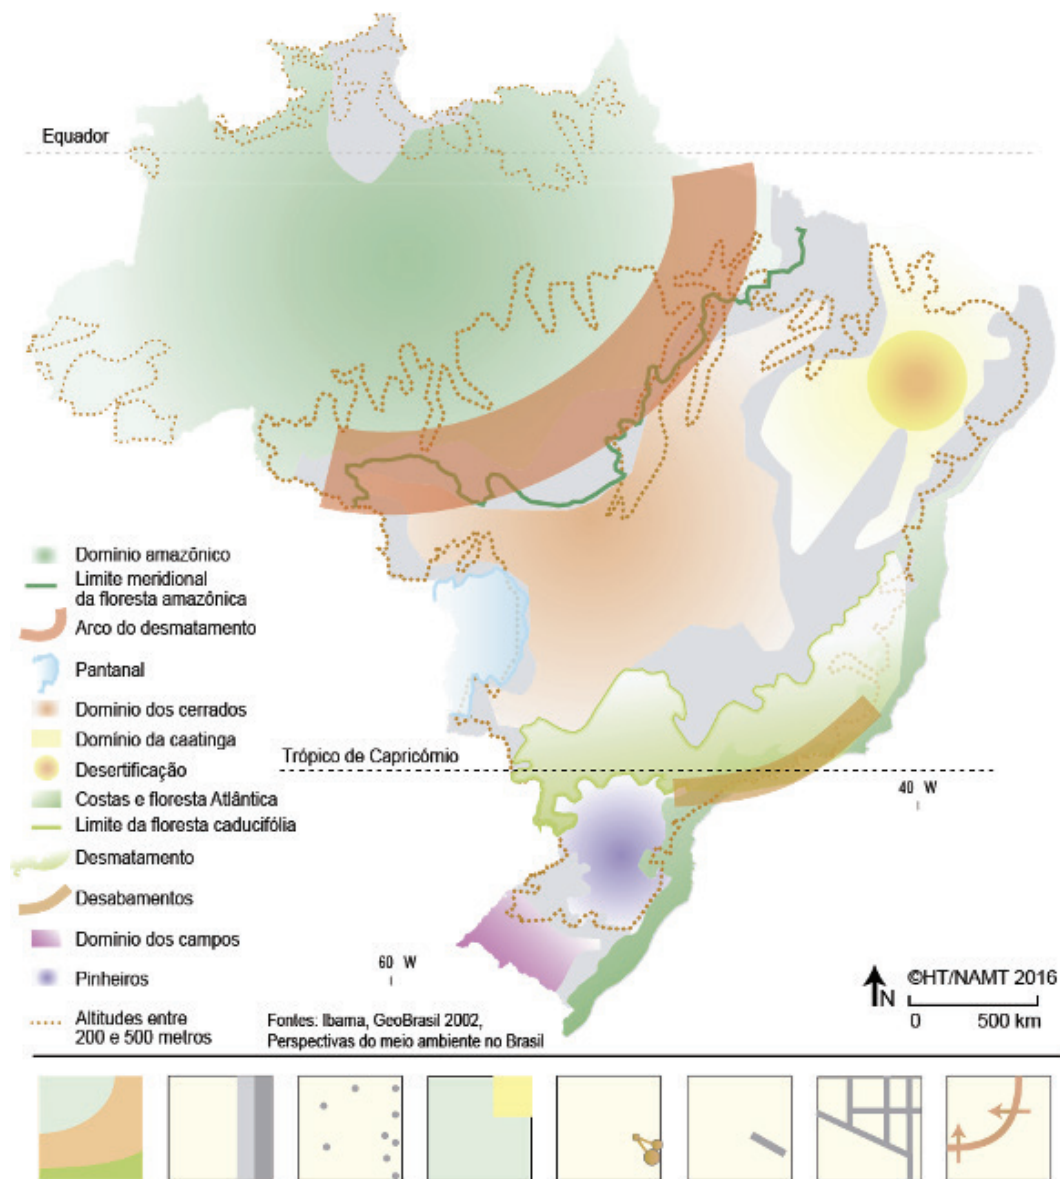 Equador
Domínio amazônico
Limite meridional
da floresta amazônica
Arco do desmatamento
Pantanal
Domínio dos cerrados
Domínio da caatinga
Desertificação
Costas e floresta Atlântica
Limite da floresta caducifólia
Desmatamento
Desabamentos
Domínio dos campos
Pinheiros
Altitudes entre
200 e 500 metros
Trópico de Capricórnio
40 W
60 W
Fontes: Ibama, GeoBrasil 2002,
Perspectivas do meio ambiente no Brasil
N
©HT/NAMT 2016
0 500 km